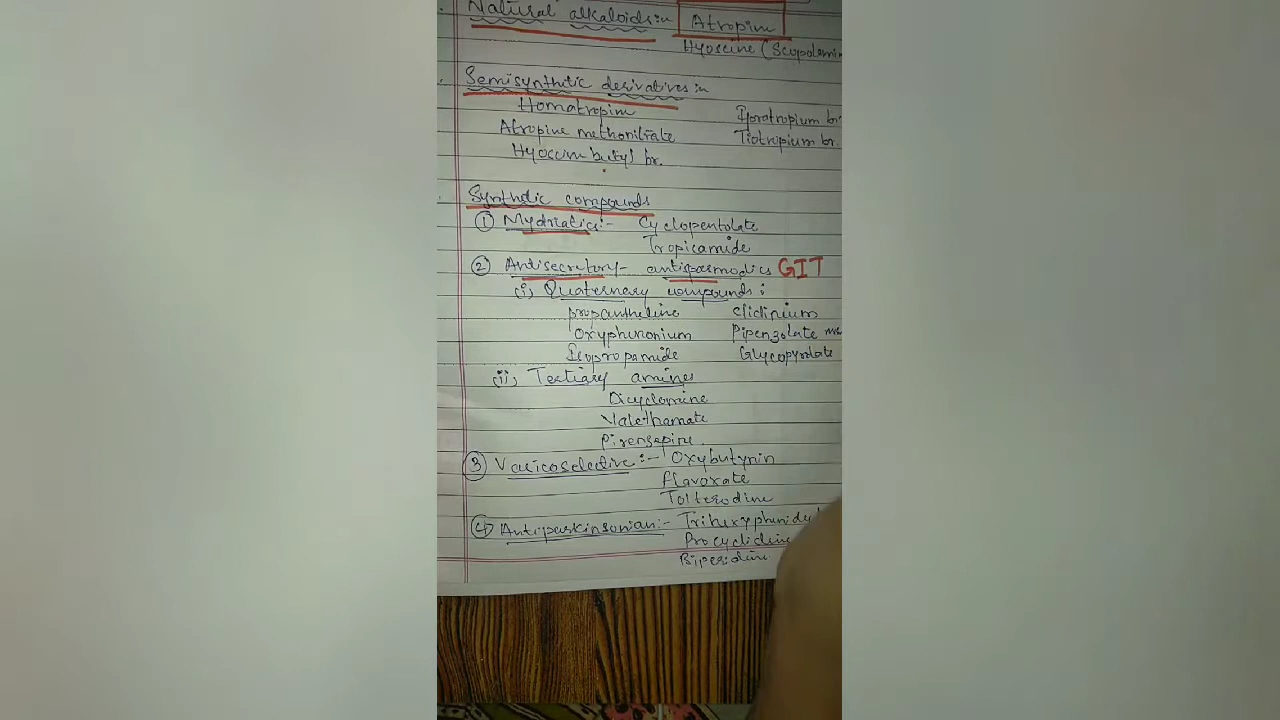 Natural alkaloids:- Atropine
Hyoscine (Scopolamin
Semisynthetic derivatives:-
Homatropine Ipratropium br.
Atropine methonitrate Tiotropium br.
Hyoscine butyl br.
Synthetic compounds
① Mydriatics:- Cyclopentolate
Tropicamide
② Antisecretory- antispasmodics GIT
(i) Quaternary compounds:
propantheline clidinium
Oxyphenonium Pipenzolate
Isopropamide Glycopyrolate
(ii) Tertiary amines
Dicyclomine
Valethamate
Pirenzepine.
③ Vasicoselective:- Oxybutynin
flavoxate
Tolterodine
④ Antiparkinsonian:- Trihexyphenidy
Procyclidine
Biperidine